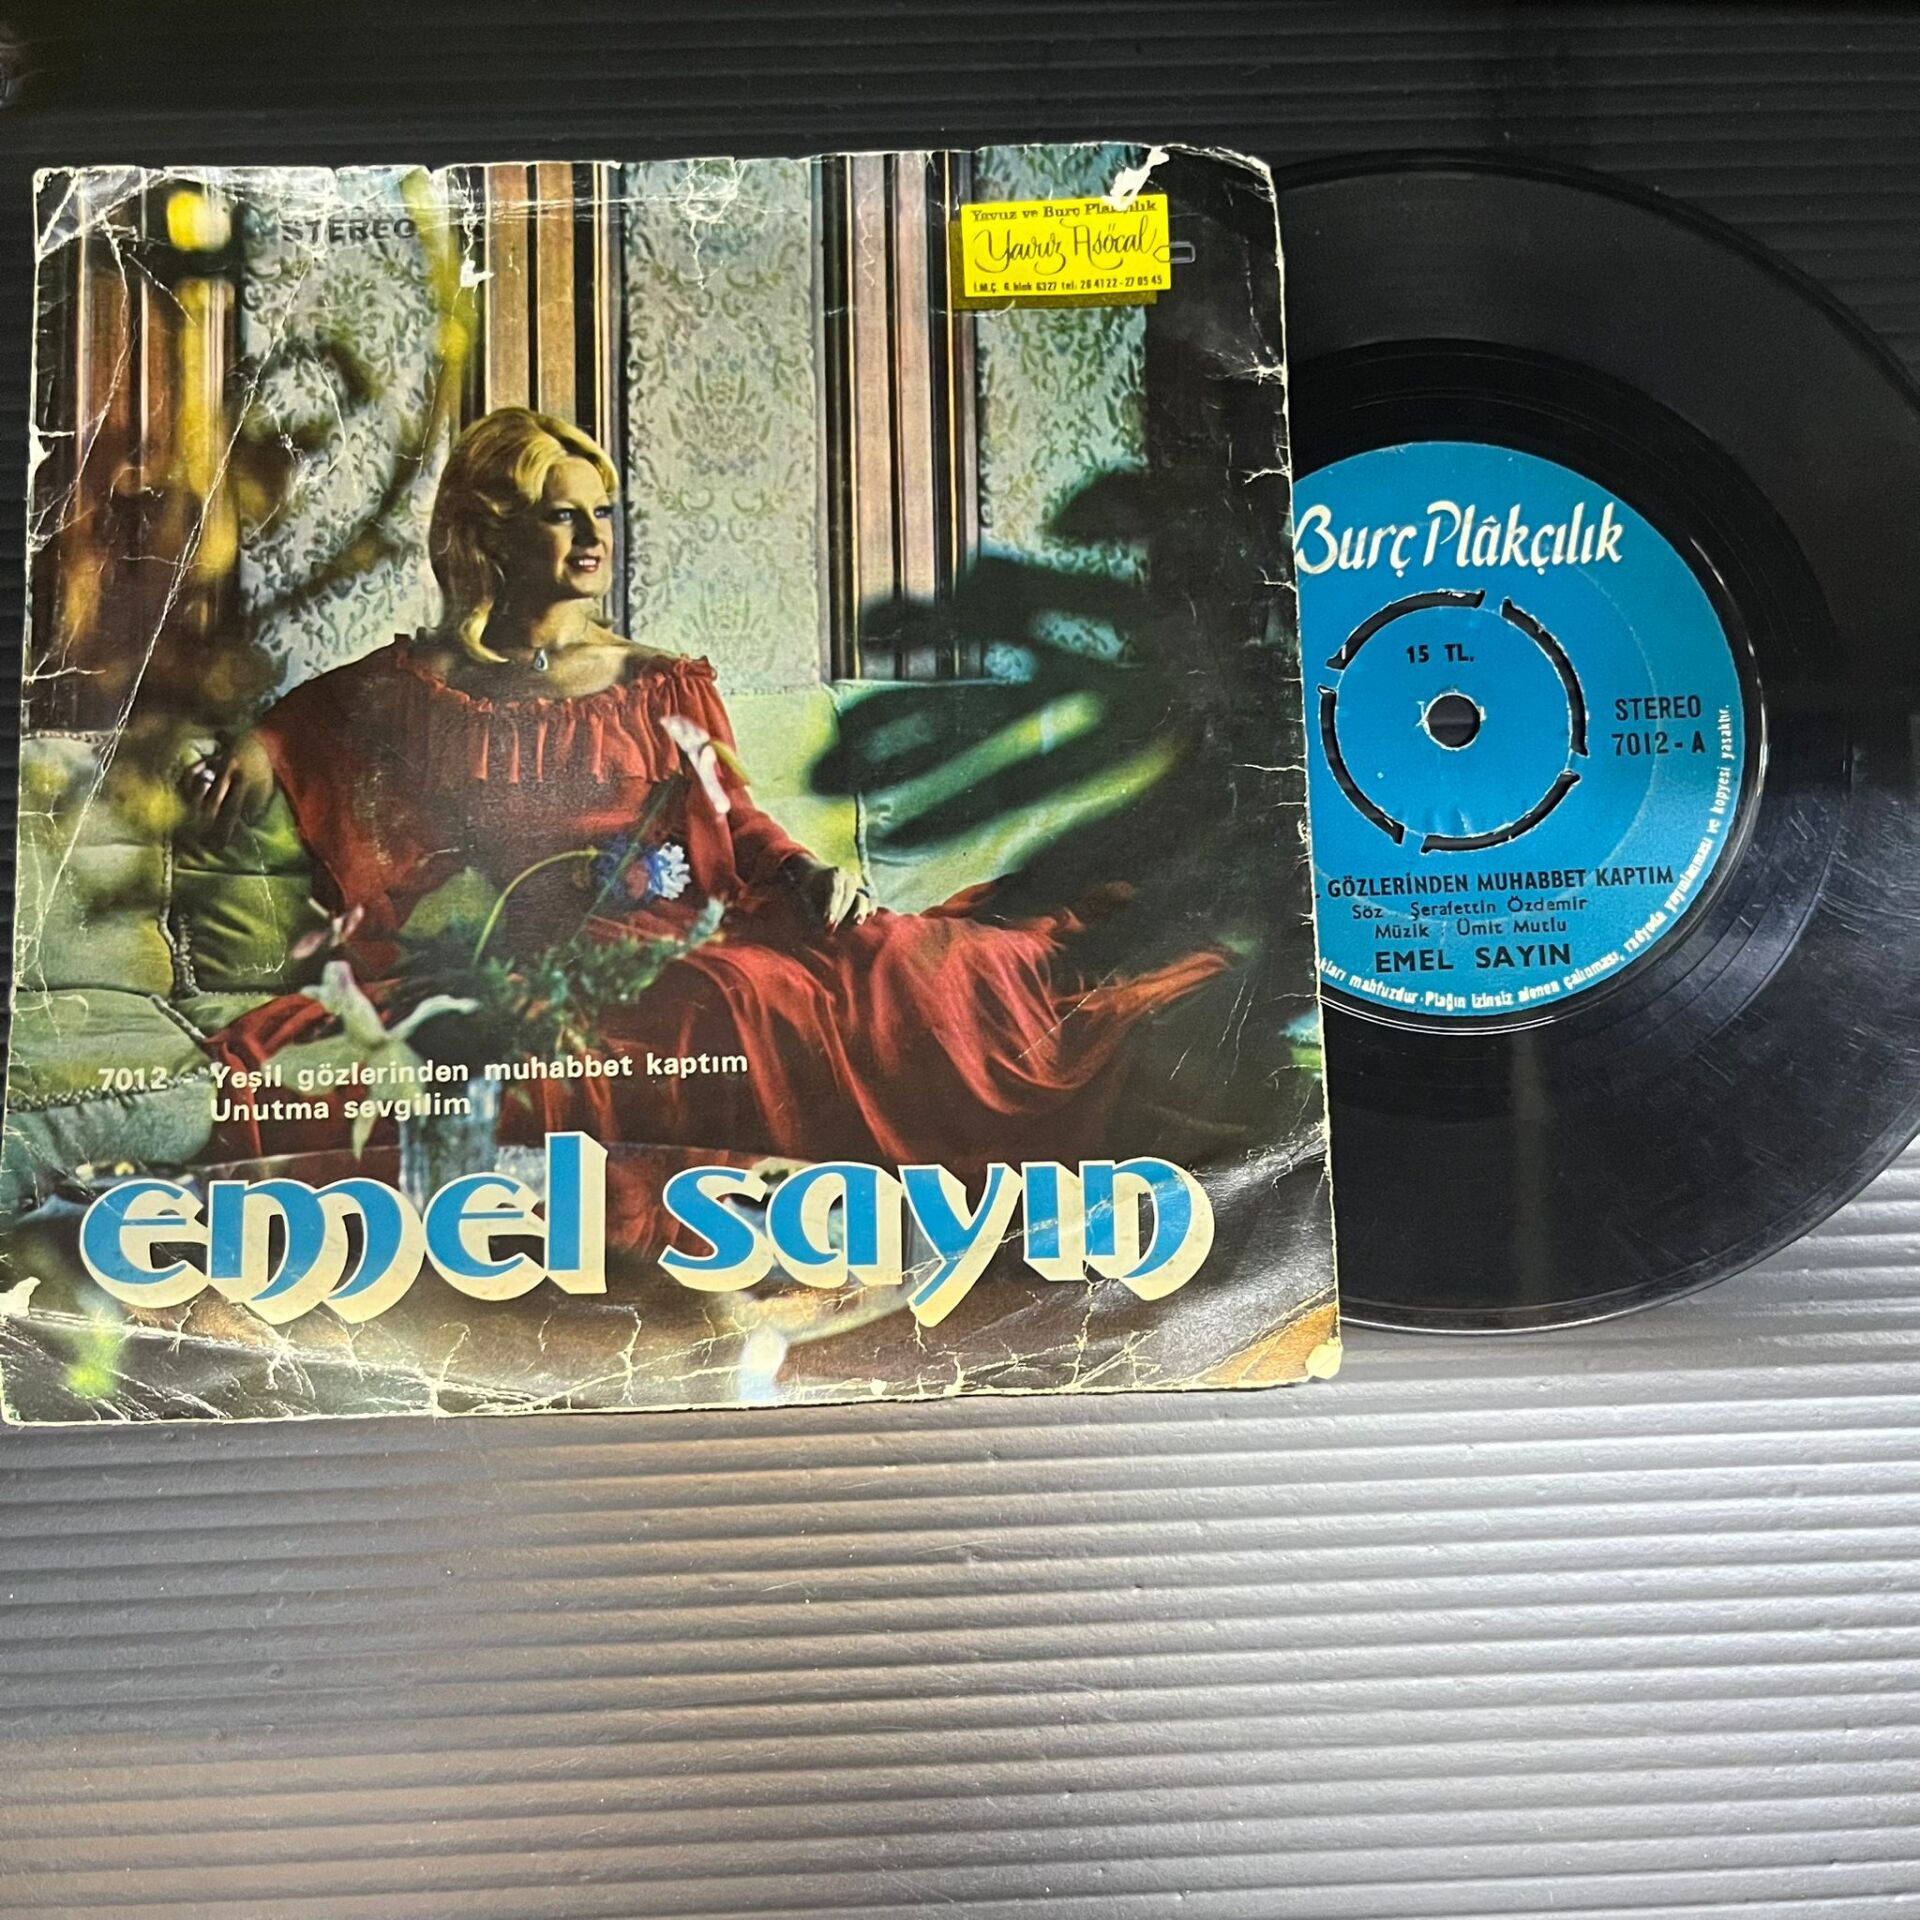 STEREO
Yavuz ve Burç Plakçılık
Yavuz Asöcal
İ.M.Ç. 6. blok 6327 tel: 26 41 22 - 27 05 45
7012 - Yeşil gözlerinden muhabbet kaptım
Unutma sevgilim
emel sayın
Burç Plâkçılık
15 TL.
STEREO
7012 - A
GÖZLERİNDEN MUHABBET KAPTIM
Söz : Şerafettin Özdemir
Müzik : Ümit Mutlu
EMEL SAYIN
kları mahfuzdur - Plağın izinsiz alenen çalınması, radyoda yayınlanması ve kopyesi yasaktır.